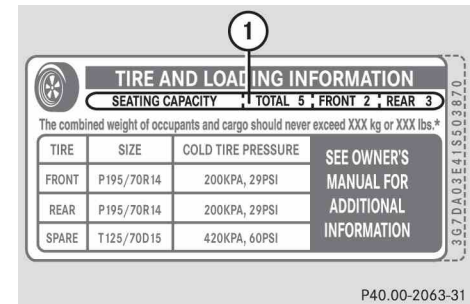 1
TIRE AND LOADING INFORMATION
SEATING CAPACITY TOTAL 5 FRONT 2 REAR 3
The combined weight of occupants and cargo should never exceed XXX kg or XXX lbs.*
TIRE SIZE COLD TIRE PRESSURE
FRONT P195/70R14 200KPA, 29PSI
REAR P195/70R14 200KPA, 29PSI
SPARE T125/70D15 420KPA, 60PSI
SEE OWNER'S
MANUAL FOR
ADDITIONAL
INFORMATION
3G7DA03E41S503870
P40.00-2063-31